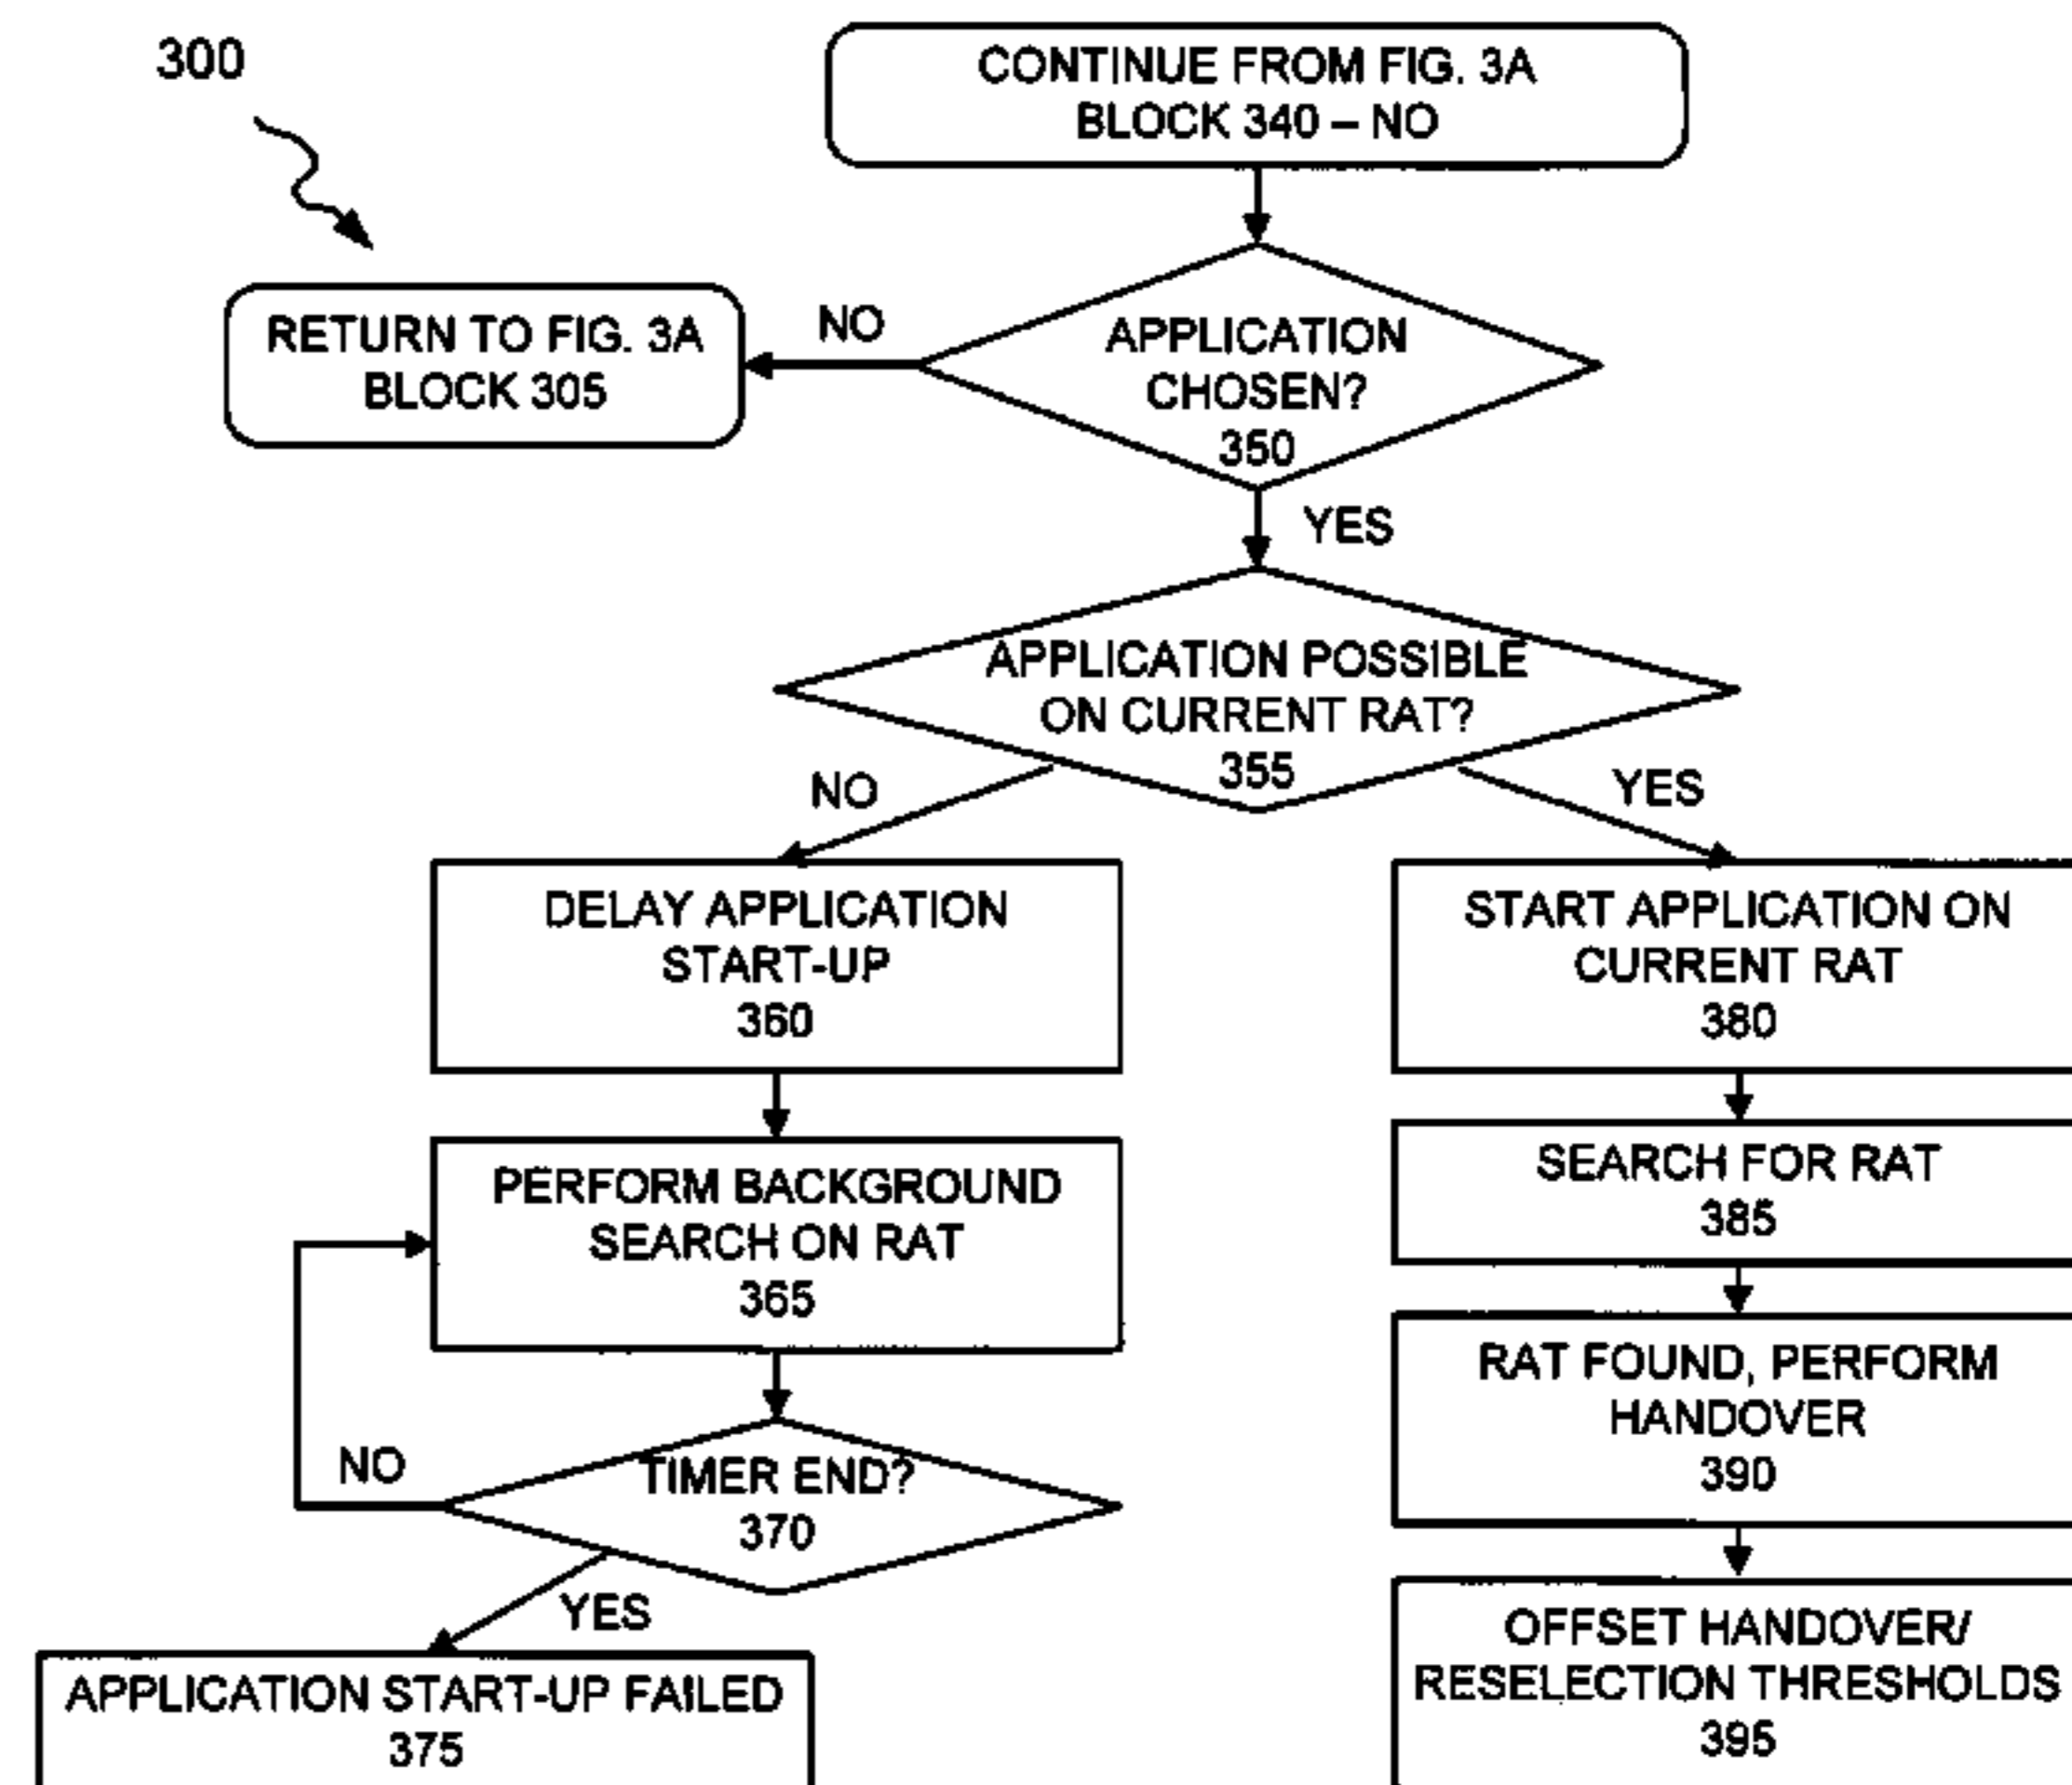 300
CONTINUE FROM FIG. 3A
BLOCK 340 – NO
RETURN TO FIG. 3A
BLOCK 305
NO
APPLICATION
CHOSEN?
350
YES
APPLICATION POSSIBLE
ON CURRENT RAT?
355
NO
YES
DELAY APPLICATION
START-UP
360
START APPLICATION ON
CURRENT RAT
380
PERFORM BACKGROUND
SEARCH ON RAT
365
SEARCH FOR RAT
385
RAT FOUND, PERFORM
HANDOVER
390
NO
TIMER END?
370
YES
APPLICATION START-UP FAILED
375
OFFSET HANDOVER/
RESELECTION THRESHOLDS
395